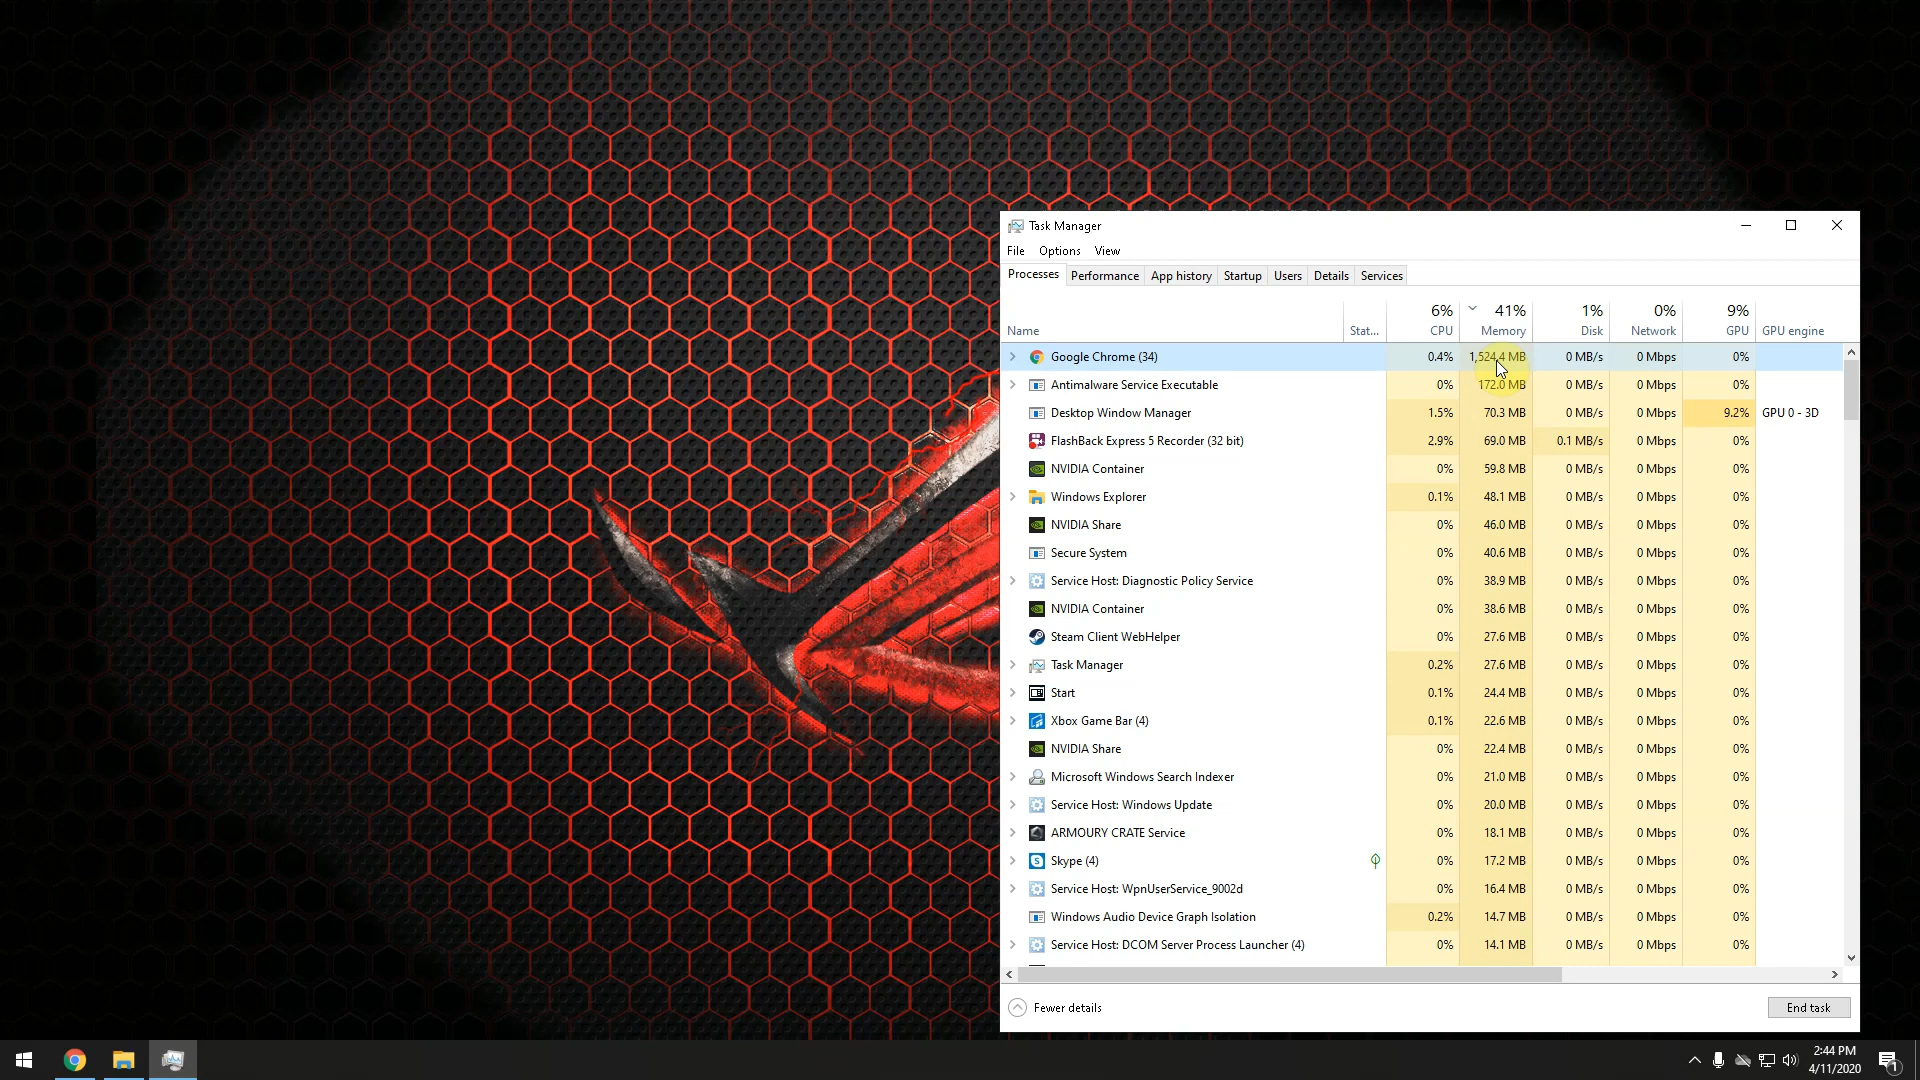 Task Manager
File Options View
Processes Performance App history Startup Users Details Services
6% 41% 1% 0% 9%
Name Stat... CPU Memory Disk Network GPU GPU engine
Google Chrome (34) 0.4% 1,524.4 MB 0 MB/s 0 Mbps 0%
Antimalware Service Executable 0% 172.0 MB 0 MB/s 0 Mbps 0%
Desktop Window Manager 1.5% 70.3 MB 0 MB/s 0 Mbps 9.2% GPU 0 - 3D
FlashBack Express 5 Recorder (32 bit) 2.9% 69.0 MB 0.1 MB/s 0 Mbps 0%
NVIDIA Container 0% 59.8 MB 0 MB/s 0 Mbps 0%
Windows Explorer 0.1% 48.1 MB 0 MB/s 0 Mbps 0%
NVIDIA Share 0% 46.0 MB 0 MB/s 0 Mbps 0%
Secure System 0% 40.6 MB 0 MB/s 0 Mbps 0%
Service Host: Diagnostic Policy Service 0% 38.9 MB 0 MB/s 0 Mbps 0%
NVIDIA Container 0% 38.6 MB 0 MB/s 0 Mbps 0%
Steam Client WebHelper 0% 27.6 MB 0 MB/s 0 Mbps 0%
Task Manager 0.2% 27.6 MB 0 MB/s 0 Mbps 0%
Start 0.1% 24.4 MB 0 MB/s 0 Mbps 0%
Xbox Game Bar (4) 0.1% 22.6 MB 0 MB/s 0 Mbps 0%
NVIDIA Share 0% 22.4 MB 0 MB/s 0 Mbps 0%
Microsoft Windows Search Indexer 0% 21.0 MB 0 MB/s 0 Mbps 0%
Service Host: Windows Update 0% 20.0 MB 0 MB/s 0 Mbps 0%
ARMOURY CRATE Service 0% 18.1 MB 0 MB/s 0 Mbps 0%
Skype (4) 0% 17.2 MB 0 MB/s 0 Mbps 0%
Service Host: WpnUserService_9002d 0% 16.4 MB 0 MB/s 0 Mbps 0%
Windows Audio Device Graph Isolation 0.2% 14.7 MB 0 MB/s 0 Mbps 0%
Service Host: DCOM Server Process Launcher (4) 0% 14.1 MB 0 MB/s 0 Mbps 0%
Fewer details End task
2:44 PM
4/11/2020
1